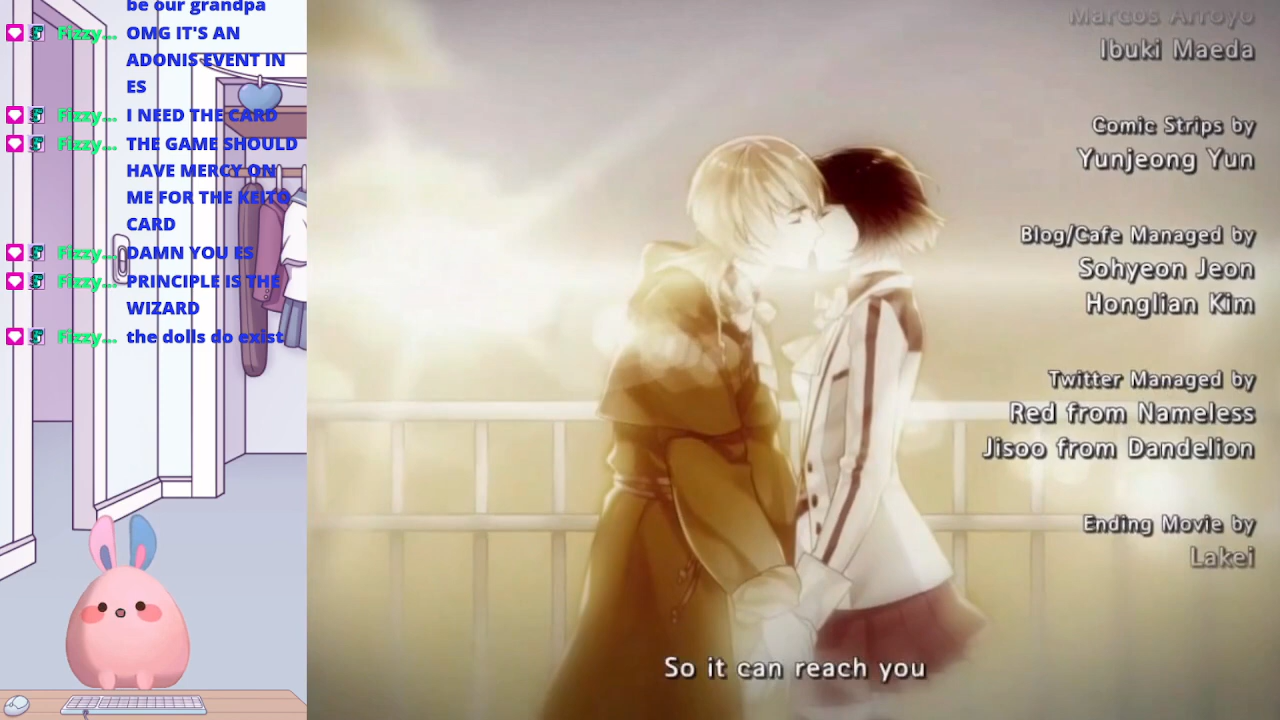 be our grandpa
Fizzy... OMG IT'S AN
ADONIS EVENT IN
ES
Fizzy... I NEED THE CARD
Fizzy... THE GAME SHOULD
HAVE MERCY ON
ME FOR THE KEITO
CARD
Fizzy... DAMN YOU ES
Fizzy... PRINCIPLE IS THE
WIZARD
Fizzy... the dolls do exist
Marcos Arroyo
Ibuki Maeda
Comic Strips by
Yunjeong Yun
Blog/Cafe Managed by
Sohyeon Jeon
Honglian Kim
Twitter Managed by
Red from Nameless
Jisoo from Dandelion
Ending Movie by
Lakei
So it can reach you